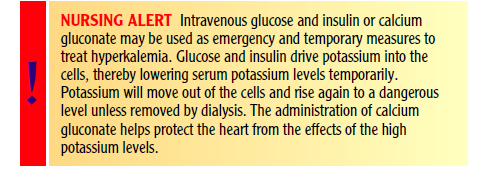 !
NURSING ALERT Intravenous glucose and insulin or calcium
gluconate may be used as emergency and temporary measures to
treat hyperkalemia. Glucose and insulin drive potassium into the
cells, thereby lowering serum potassium levels temporarily.
Potassium will move out of the cells and rise again to a dangerous
level unless removed by dialysis. The administration of calcium
gluconate helps protect the heart from the effects of the high
potassium levels.